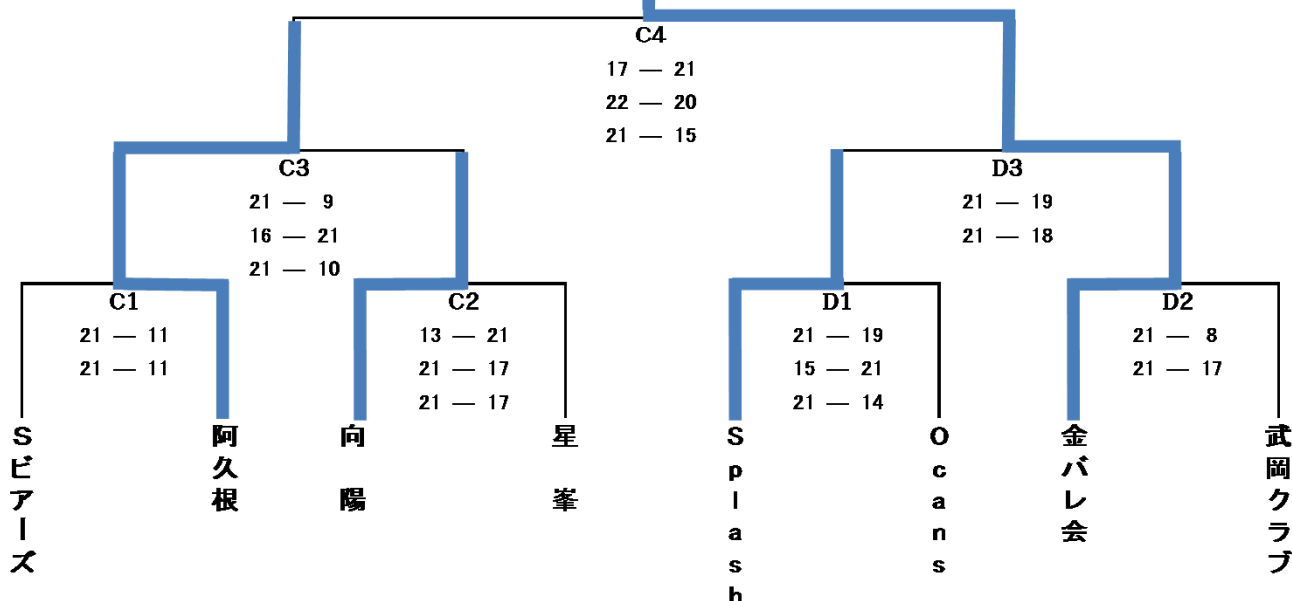 C4
17 — 21
22 — 20
21 — 15
C3
21 — 9
16 — 21
21 — 10
D3
21 — 19
21 — 18
C1
21 — 11
21 — 11
C2
13 — 21
21 — 17
21 — 17
D1
21 — 19
15 — 21
21 — 14
D2
21 — 8
21 — 17
Sビアーズ
阿久根
向陽
星峯
Splash
Ocans
金バレ会
武岡クラブ